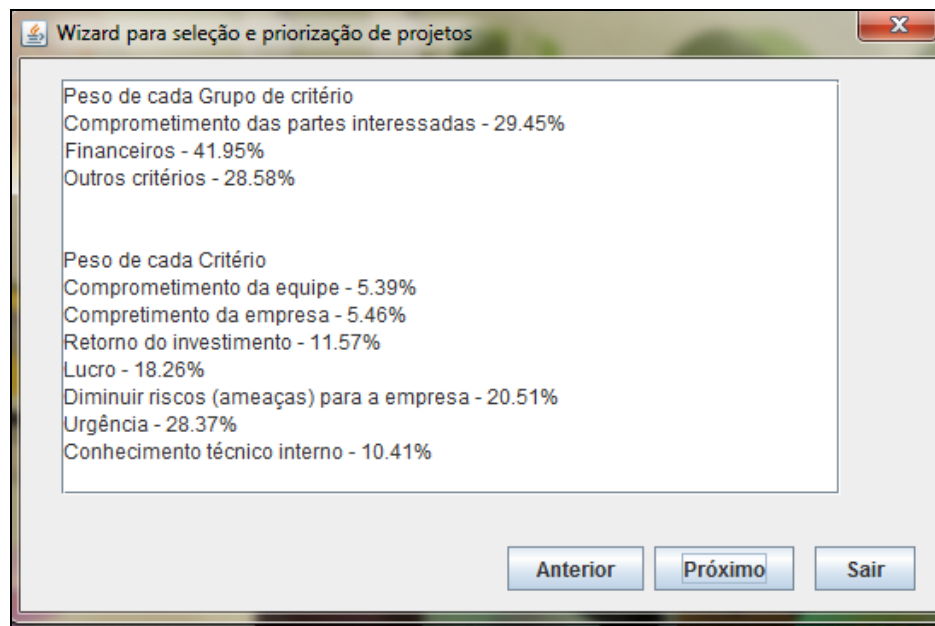 Wizard para seleção e priorização de projetos
X
Peso de cada Grupo de critério
Comprometimento das partes interessadas - 29.45%
Financeiros - 41.95%
Outros critérios - 28.58%
Peso de cada Critério
Comprometimento da equipe - 5.39%
Compretimento da empresa - 5.46%
Retorno do investimento - 11.57%
Lucro - 18.26%
Diminuir riscos (ameaças) para a empresa - 20.51%
Urgência - 28.37%
Conhecimento técnico interno - 10.41%
Anterior Próximo Sair